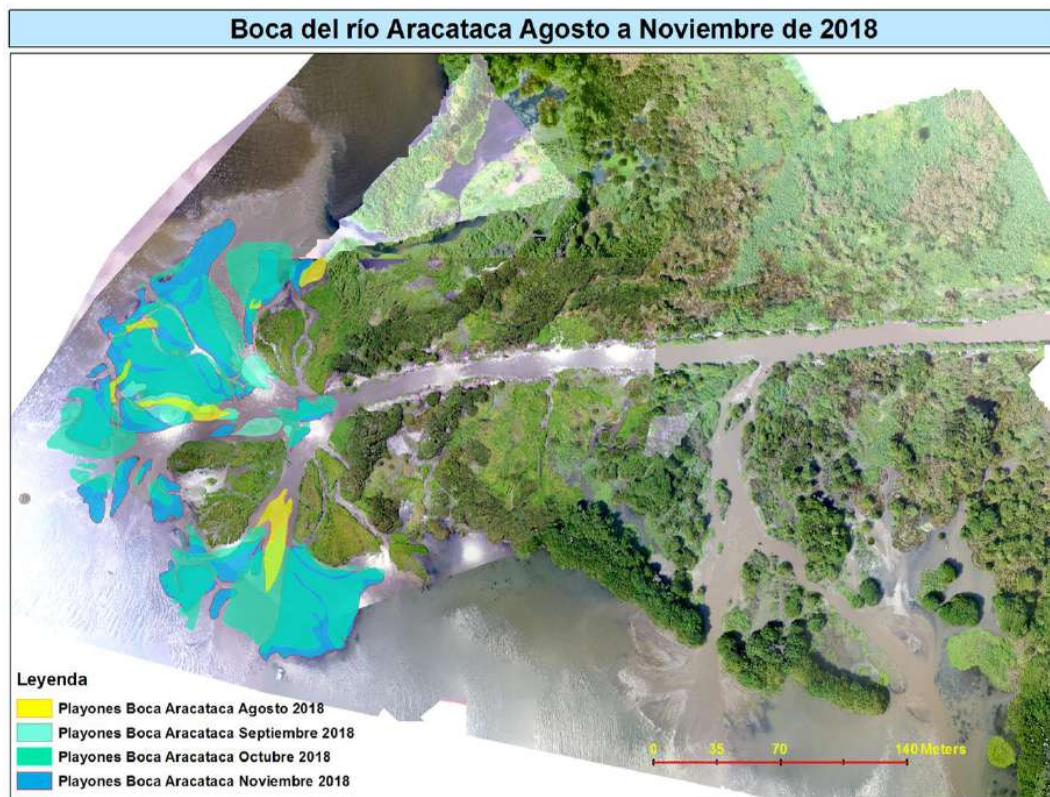 Boca del río Aracataca Agosto a Noviembre de 2018
Leyenda
Playones Boca Aracataca Agosto 2018
Playones Boca Aracataca Septiembre 2018
Playones Boca Aracataca Octubre 2018
Playones Boca Aracataca Noviembre 2018
0 35 70 140 Meters